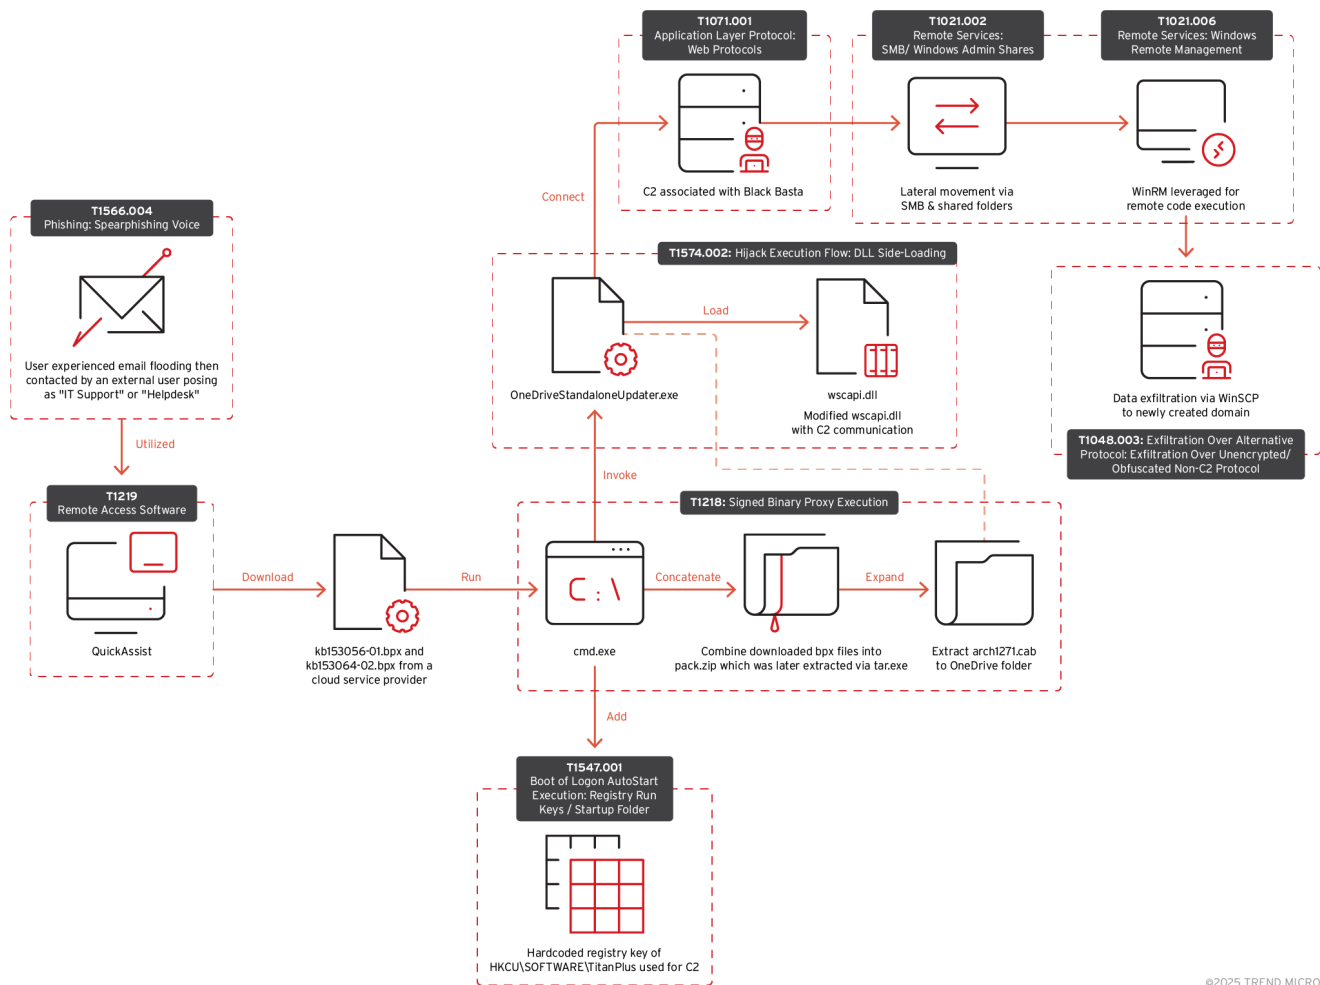 T1566.004
Phishing: Spearphishing Voice
User experienced email flooding then
contacted by an external user posing
as "IT Support" or "Helpdesk"
Utilized
T1219
Remote Access Software
QuickAssist
Download
kb153056-01.bpx and
kb153064-02.bpx from a
cloud service provider
Run
T1218: Signed Binary Proxy Execution
C:\
cmd.exe
Concatenate
Combine downloaded bpx files into
pack.zip which was later extracted via tar.exe
Expand
Extract arch1271.cab
to OneDrive folder
Add
T1547.001
Boot of Logon AutoStart
Execution: Registry Run
Keys / Startup Folder
Hardcoded registry key of
HKCU\SOFTWARE\TitanPlus used for C2
Invoke
T1574.002: Hijack Execution Flow: DLL Side-Loading
OneDriveStandaloneUpdater.exe
Load
wscapi.dll
Modified wscapi.dll
with C2 communication
Connect
T1071.001
Application Layer Protocol:
Web Protocols
C2 associated with Black Basta
T1021.002
Remote Services:
SMB/ Windows Admin Shares
Lateral movement via
SMB & shared folders
T1021.006
Remote Services: Windows
Remote Management
WinRM leveraged for
remote code execution
Data exfiltration via WinSCP
to newly created domain
T1048.003: Exfiltration Over Alternative
Protocol: Exfiltration Over Unencrypted/
Obfuscated Non-C2 Protocol
©2025 TREND MICRO